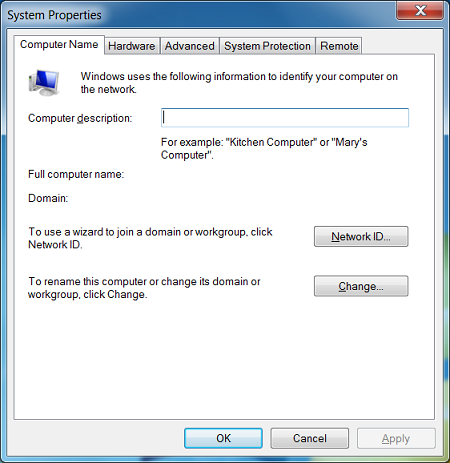 System Properties
Computer Name
Hardware
Advanced
System Protection
Remote
Windows uses the following information to identify your computer on
the network.
Computer description:
For example: "Kitchen Computer" or "Mary's
Computer".
Full computer name:
Domain:
To use a wizard to join a domain or workgroup, click
Network ID.
Network ID...
To rename this computer or change its domain or
workgroup, click Change.
Change...
OK
Cancel
Apply